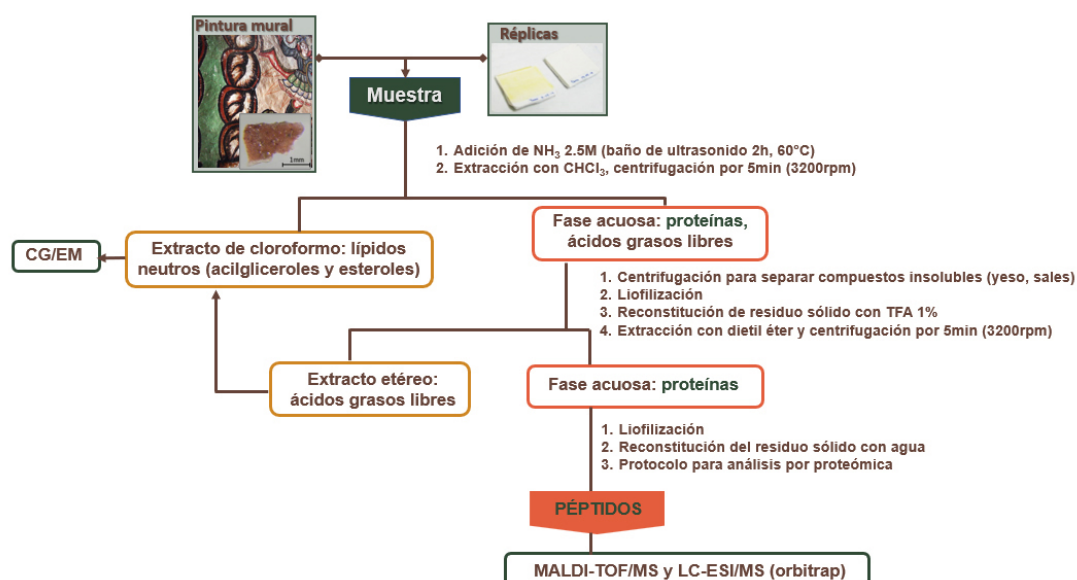 Pintura mural
1mm
Réplicas
Muestra
1. Adición de NH₃ 2.5M (baño de ultrasonido 2h, 60°C)
2. Extracción con CHCl₃, centrifugación por 5min (3200rpm)
CG/EM
Extracto de cloroformo: lípidos
neutros (acilgliceroles y esteroles)
Fase acuosa: proteínas,
ácidos grasos libres
1. Centrifugación para separar compuestos insolubles (yeso, sales)
2. Liofilización
3. Reconstitución de residuo sólido con TFA 1%
4. Extracción con dietil éter y centrifugación por 5min (3200rpm)
Extracto etéreo:
ácidos grasos libres
Fase acuosa: proteínas
1. Liofilización
2. Reconstitución del residuo sólido con agua
3. Protocolo para análisis por proteómica
PÉPTIDOS
MALDI-TOF/MS y LC-ESI/MS (orbitrap)